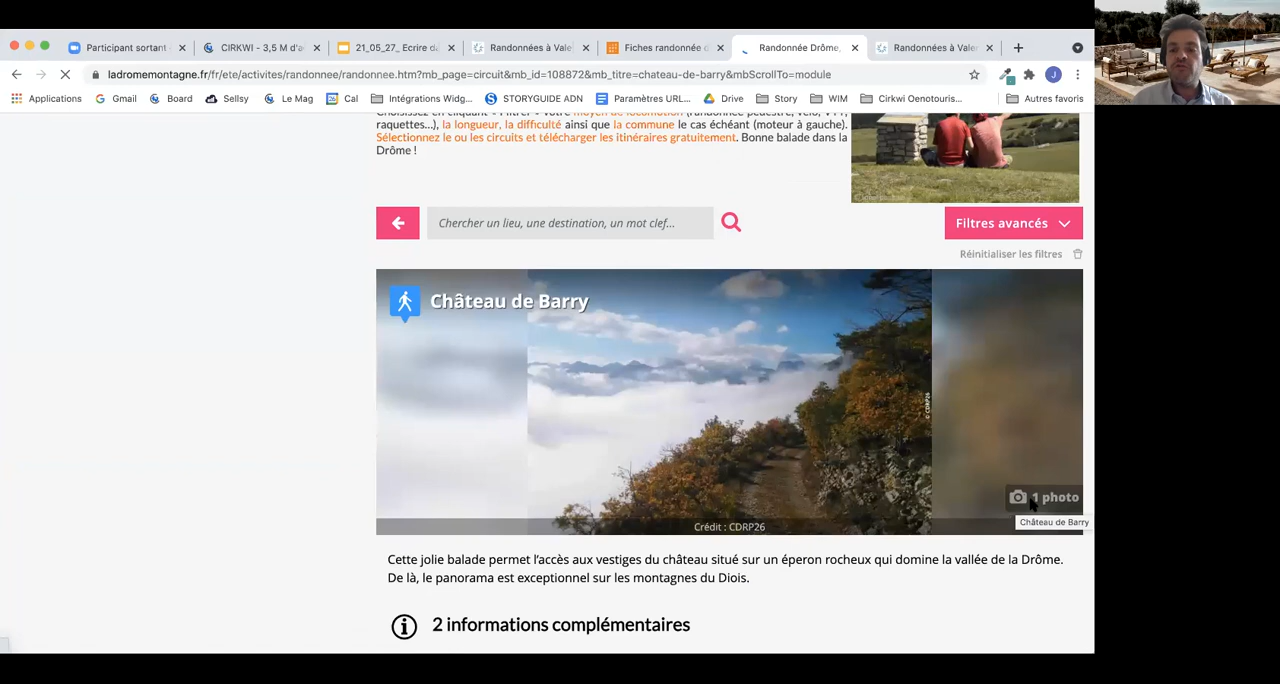 Participant sortant
CIRKWI - 3,5 M d'a
21_05_27_ Ecrire da
Randonnées à Vale
Fiches randonnée d
Randonnée Drôme,
Randonnées à Vale
ladromemontagne.fr/fr/ete/activites/randonnee/randonnee.htm?mb_page=circuit&mb_id=108872&mb_titre=chateau-de-barry&mbScrollTo=module
J
Applications
Gmail
Board
Sellsy
Le Mag
Cal
Intégrations Widg...
STORYGUIDE ADN
Paramètres URL...
Drive
Story
WIM
Cirkwi Oenotouris...
Autres favoris
raquettes...), la longueur, la difficulté ainsi que la commune le cas échéant (moteur à gauche).
Sélectionnez le ou les circuits et télécharger les itinéraires gratuitement. Bonne balade dans la
Drôme !
Chercher un lieu, une destination, un mot clef...
Filtres avancés
Réinitialiser les filtres
Château de Barry
© CDRP26
1 photo
Château de Barry
Crédit : CDRP26
Cette jolie balade permet l'accès aux vestiges du château situé sur un éperon rocheux qui domine la vallée de la Drôme.
De là, le panorama est exceptionnel sur les montagnes du Diois.
2 informations complémentaires